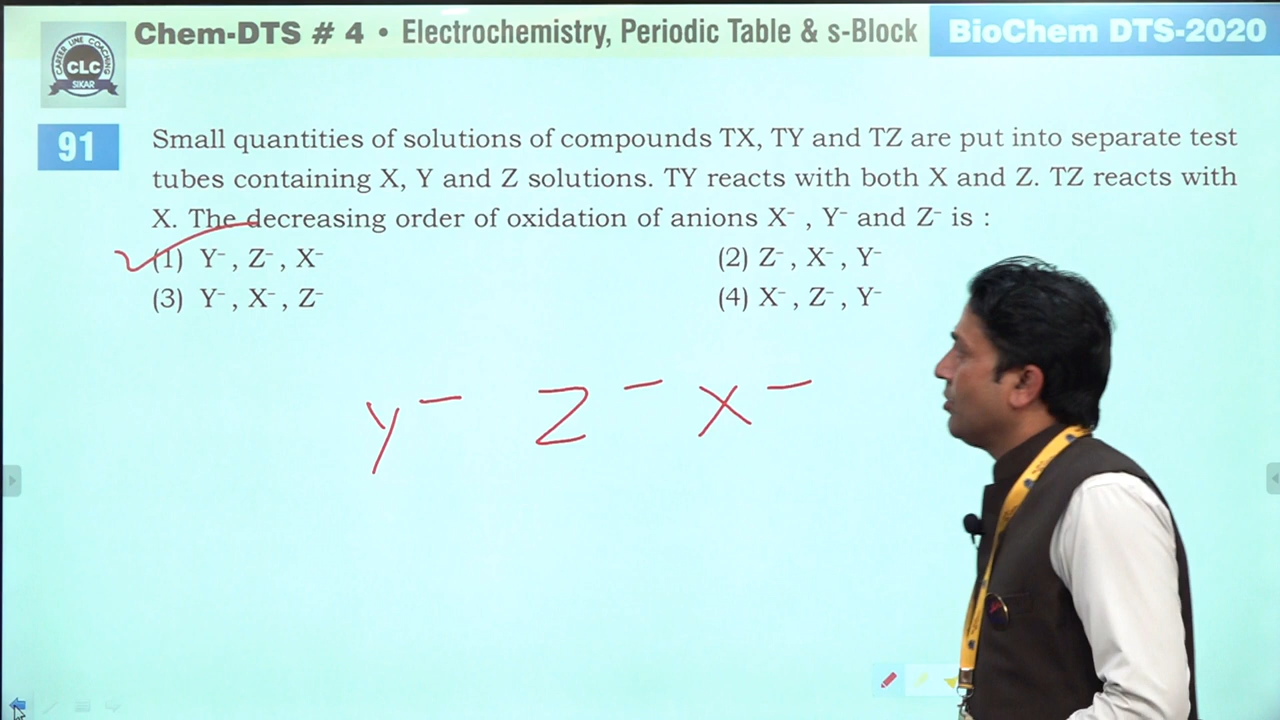 Chem-DTS # 4 • Electrochemistry, Periodic Table & s-Block
BioChem DTS-2020
CAREER LINE COACHING
CLC
SIKAR
91
Small quantities of solutions of compounds TX, TY and TZ are put into separate test
tubes containing X, Y and Z solutions. TY reacts with both X and Z. TZ reacts with
X. The decreasing order of oxidation of anions X⁻ , Y⁻ and Z⁻ is :
(1) Y⁻ , Z⁻ , X⁻
(2) Z⁻ , X⁻ , Y⁻
(3) Y⁻ , X⁻ , Z⁻
(4) X⁻ , Z⁻ , Y⁻
y⁻ Z⁻ X⁻